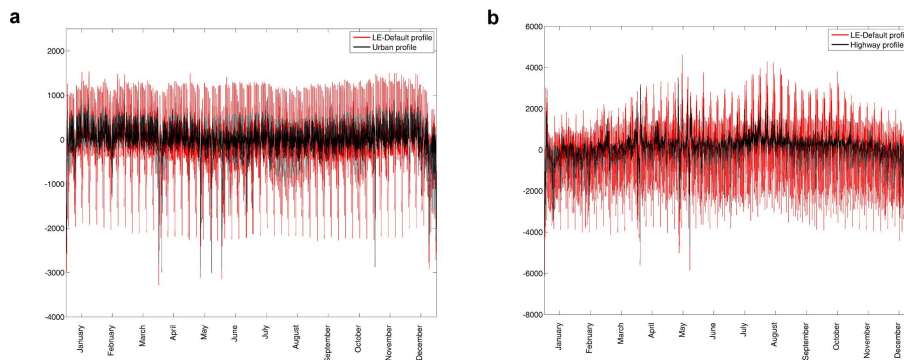 a
LE-Default profile
Urban profile
2000
1000
0
-1000
-2000
-3000
-4000
January
February
March
April
May
June
July
August
September
October
November
December
b
LE-Default profi
Highway profile
6000
4000
2000
0
-2000
-4000
-6000
-8000
January
February
March
April
May
June
July
August
September
October
November
December